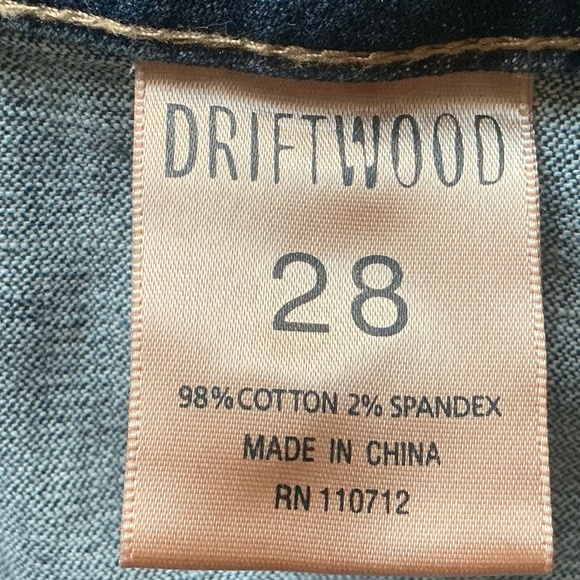 DRIFTWOOD
28
98% COTTON 2% SPANDEX
MADE IN CHINA
RN 110712